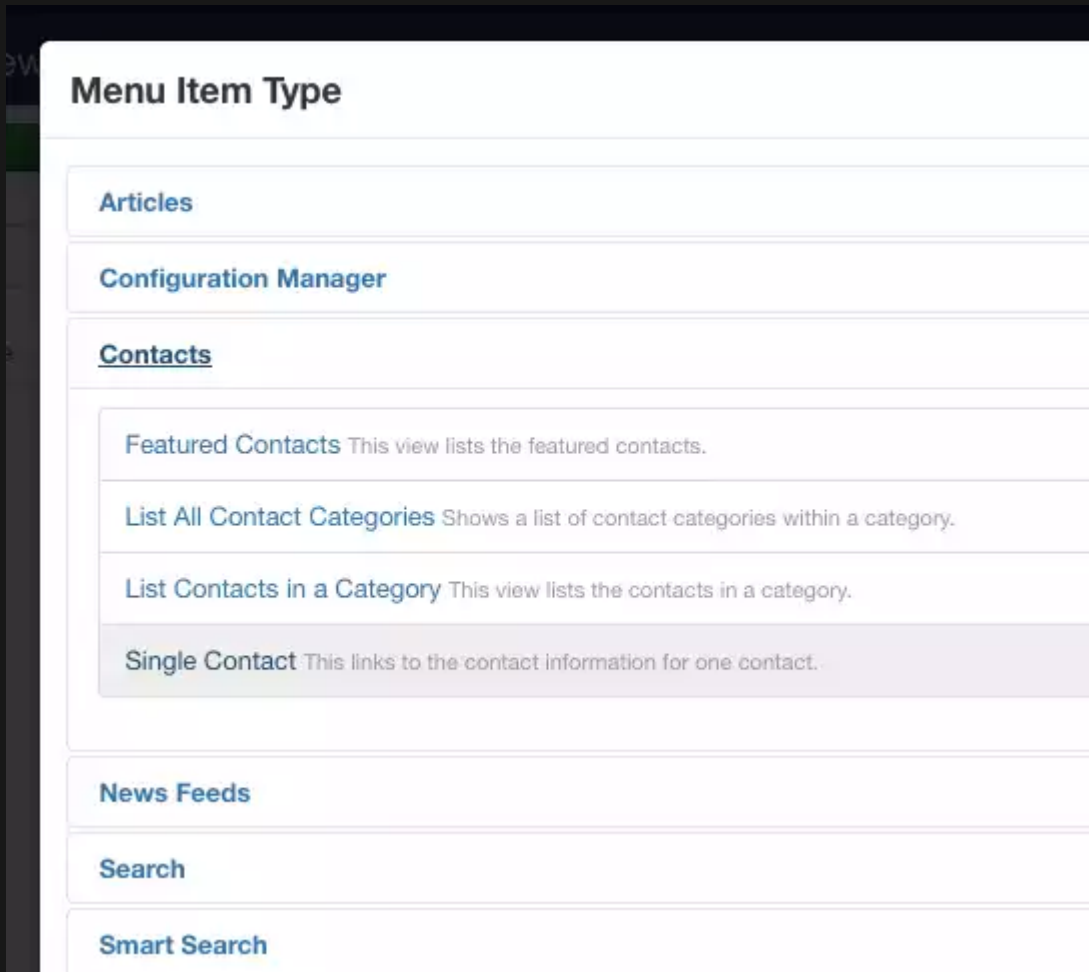 ew
Menu Item Type
Articles
Configuration Manager
Contacts
Featured Contacts This view lists the featured contacts.
List All Contact Categories Shows a list of contact categories within a category.
List Contacts in a Category This view lists the contacts in a category.
Single Contact This links to the contact information for one contact.
News Feeds
Search
Smart Search